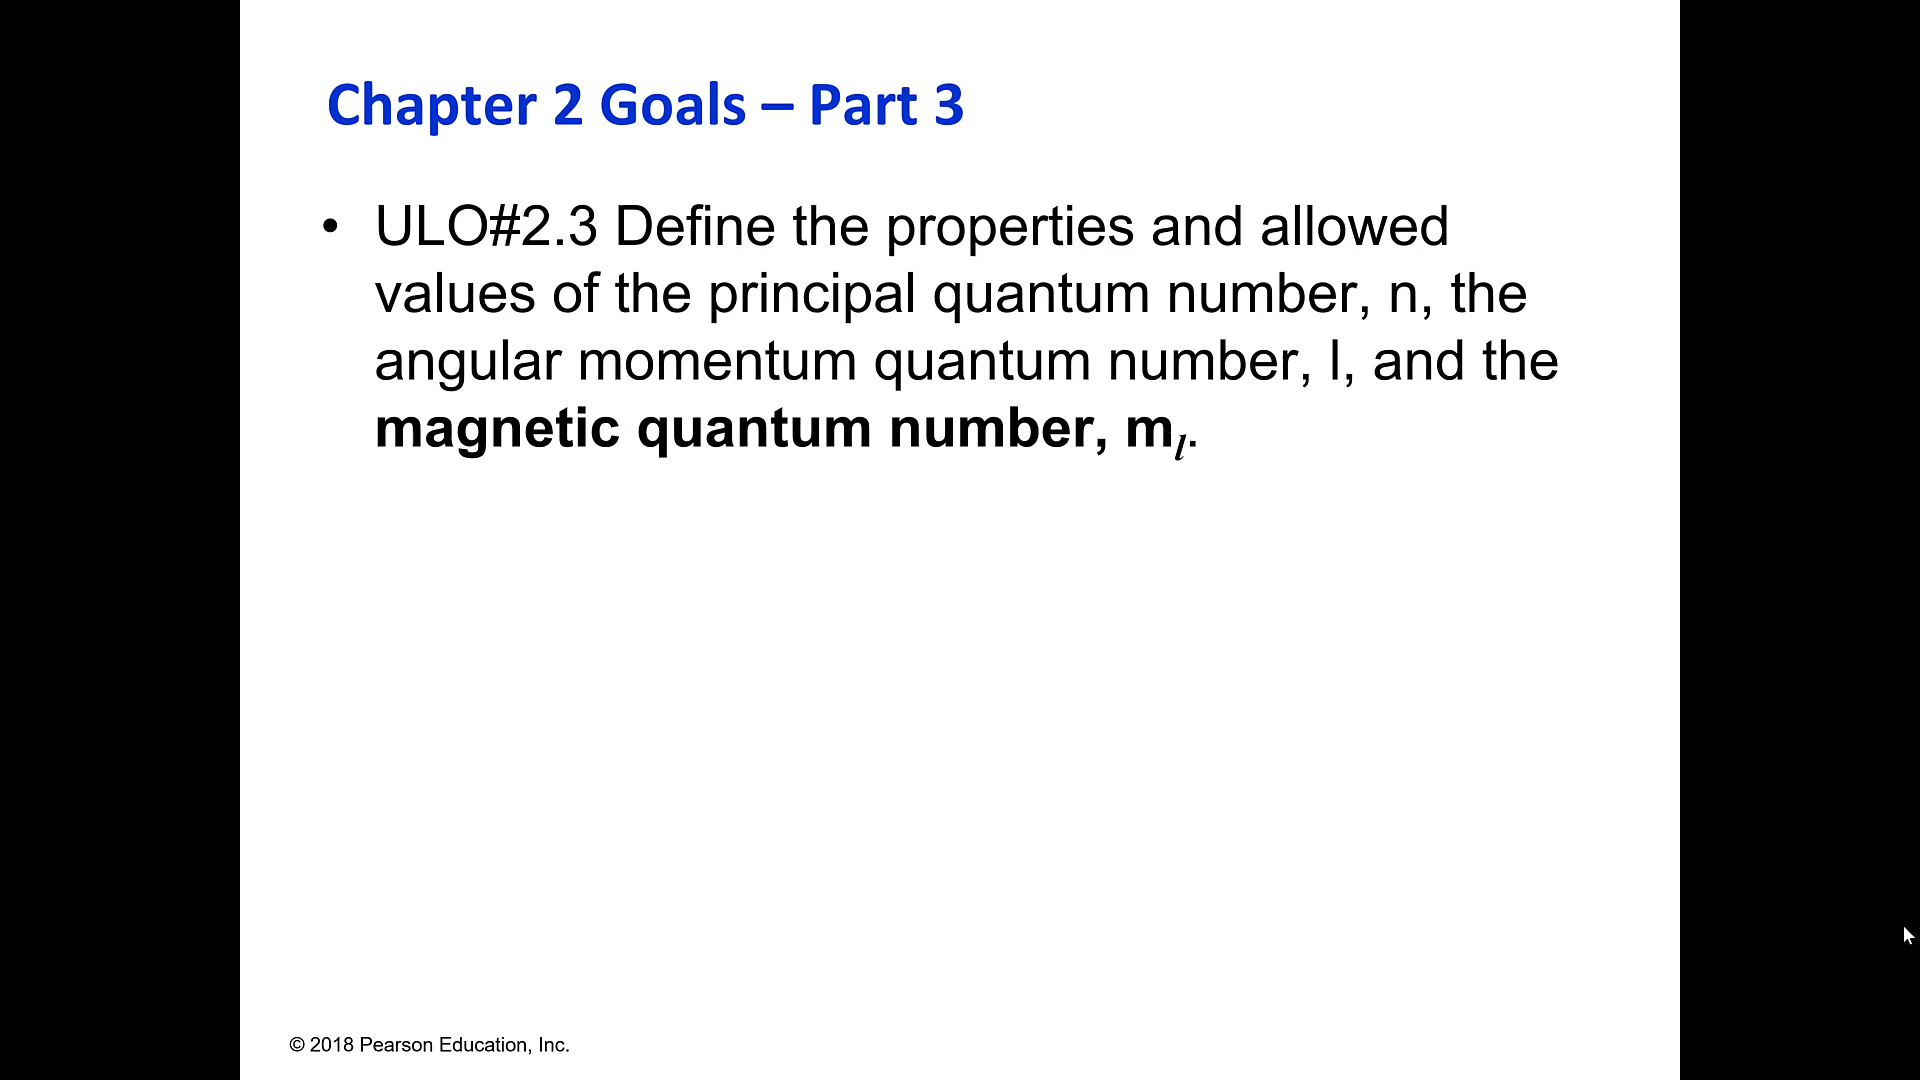 Chapter 2 Goals – Part 3
• ULO#2.3 Define the properties and allowed
values of the principal quantum number, n, the
angular momentum quantum number, l, and the
magnetic quantum number, mₗ.
© 2018 Pearson Education, Inc.